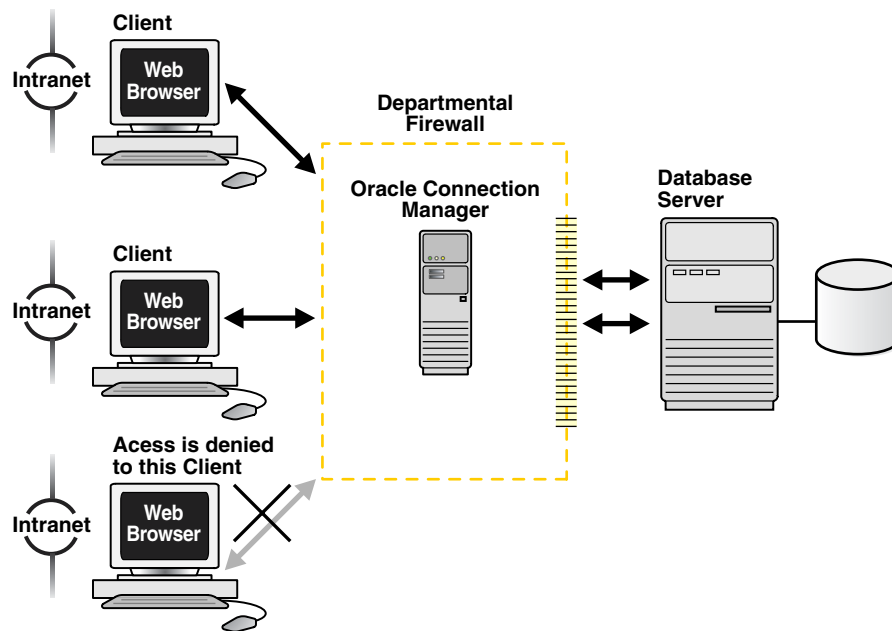 Client
Intranet
Web
Browser
Departmental
Firewall
Oracle Connection
Manager
Database
Server
Client
Intranet
Web
Browser
Acess is denied
to this Client
Intranet
Web
Browser